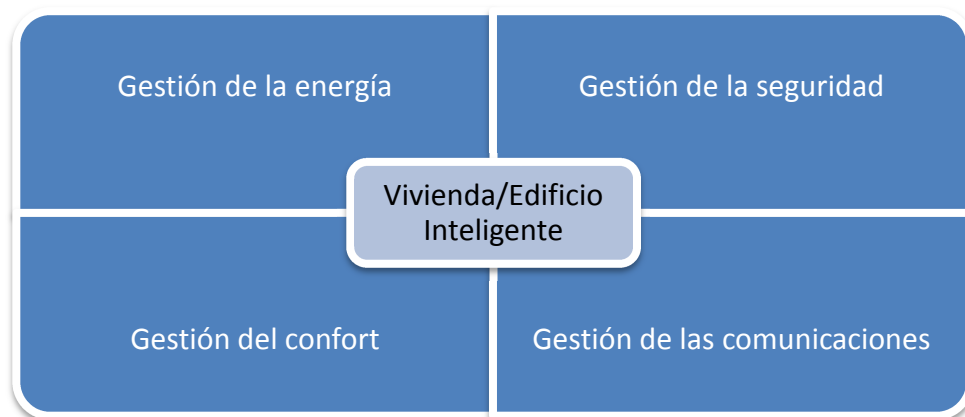 Gestión de la energía
Gestión de la seguridad
Vivienda/Edificio
Inteligente
Gestión del confort
Gestión de las comunicaciones